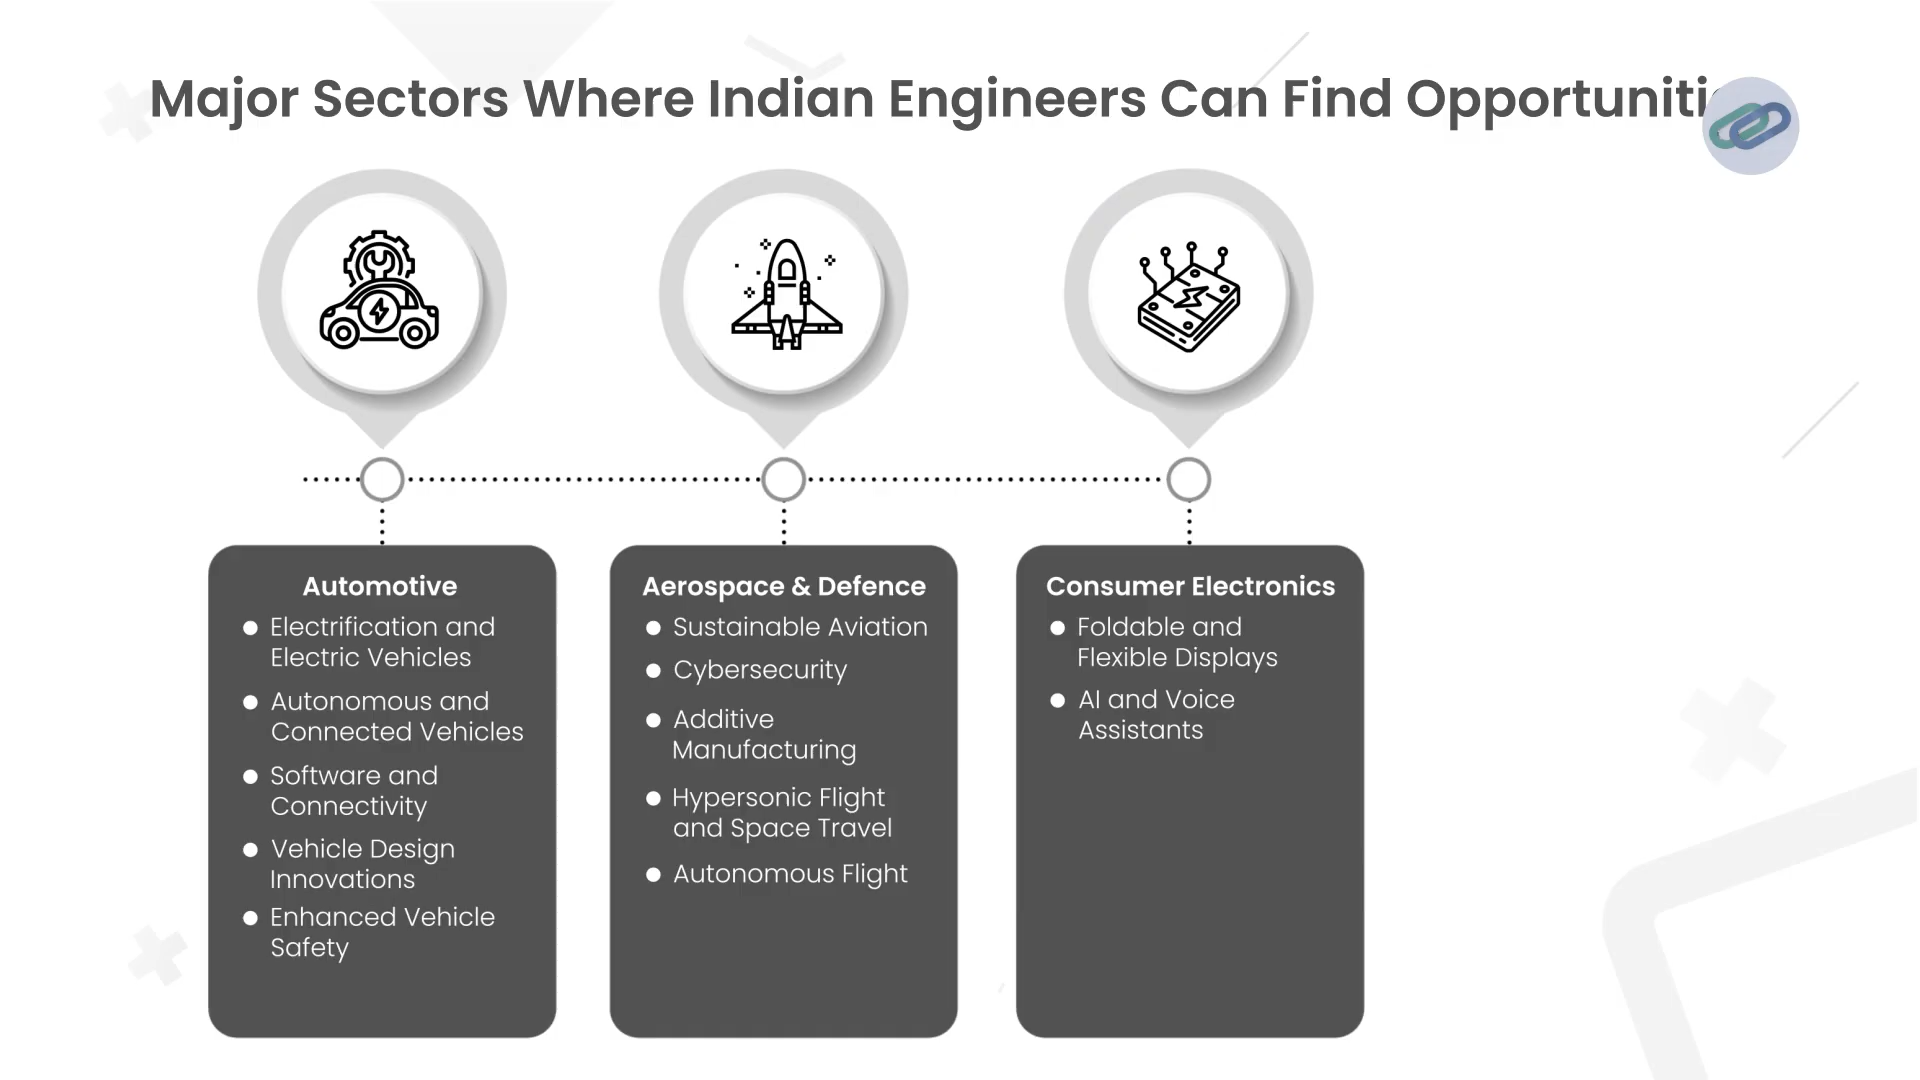 Major Sectors Where Indian Engineers Can Find Opportuniti
Automotive
Electrification and
Electric Vehicles
Autonomous and
Connected Vehicles
Software and
Connectivity
Vehicle Design
Innovations
Enhanced Vehicle
Safety
Aerospace & Defence
Sustainable Aviation
Cybersecurity
Additive
Manufacturing
Hypersonic Flight
and Space Travel
Autonomous Flight
Consumer Electronics
Foldable and
Flexible Displays
AI and Voice
Assistants